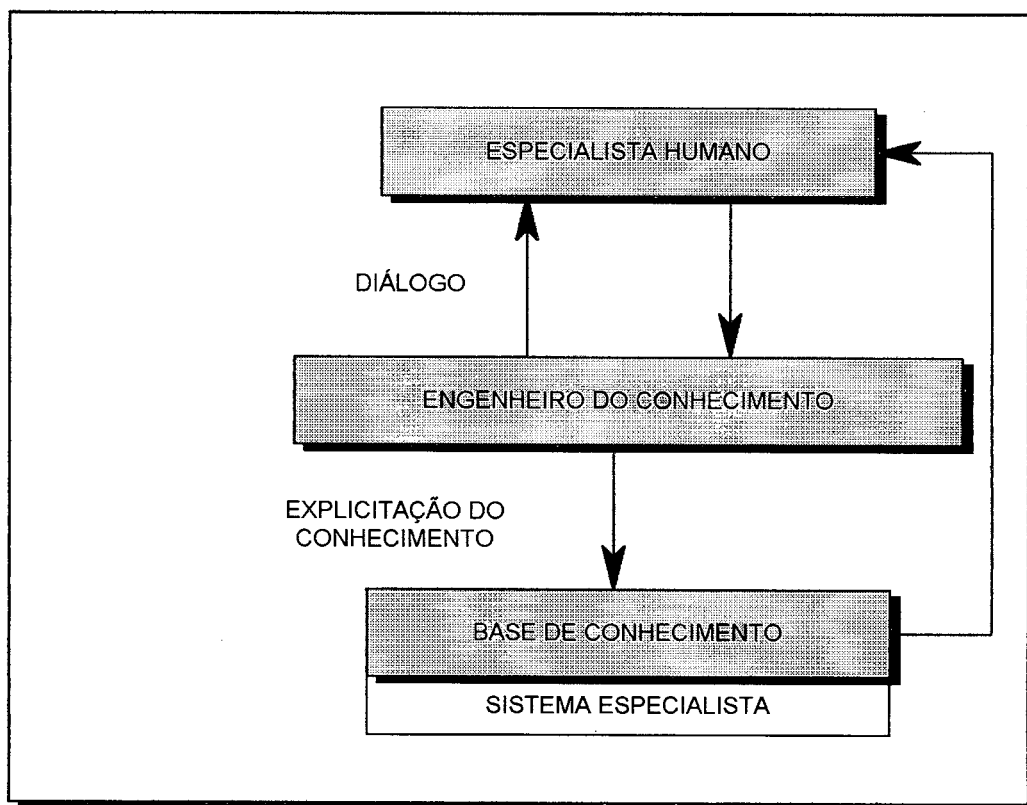 ESPECIALISTA HUMANO
DIÁLOGO
ENGENHEIRO DO CONHECIMENTO
EXPLICITAÇÃO DO
CONHECIMENTO
BASE DE CONHECIMENTO
SISTEMA ESPECIALISTA